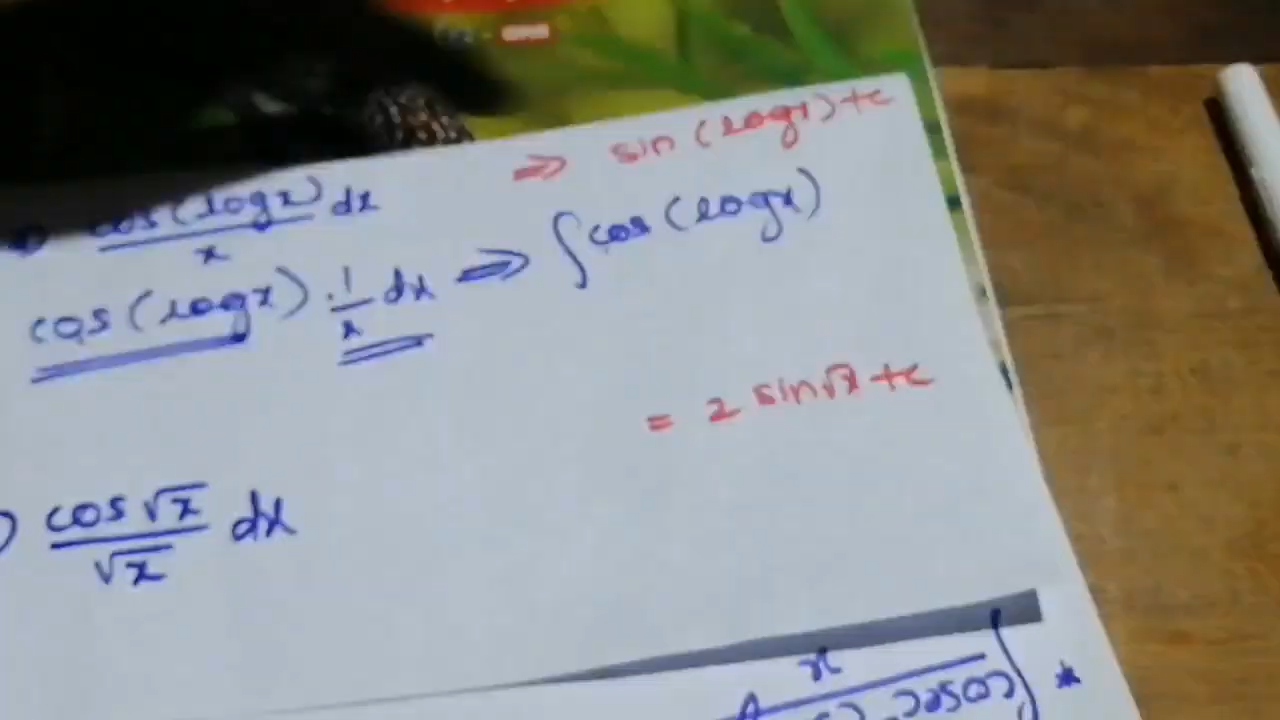 ⇒ sin (logx) + c
cos (logx) / x dx
cos (logx) . 1/x dx ⇒ ∫ cos (logx)
= 2 sin√x + c
) cos √x / √x dx